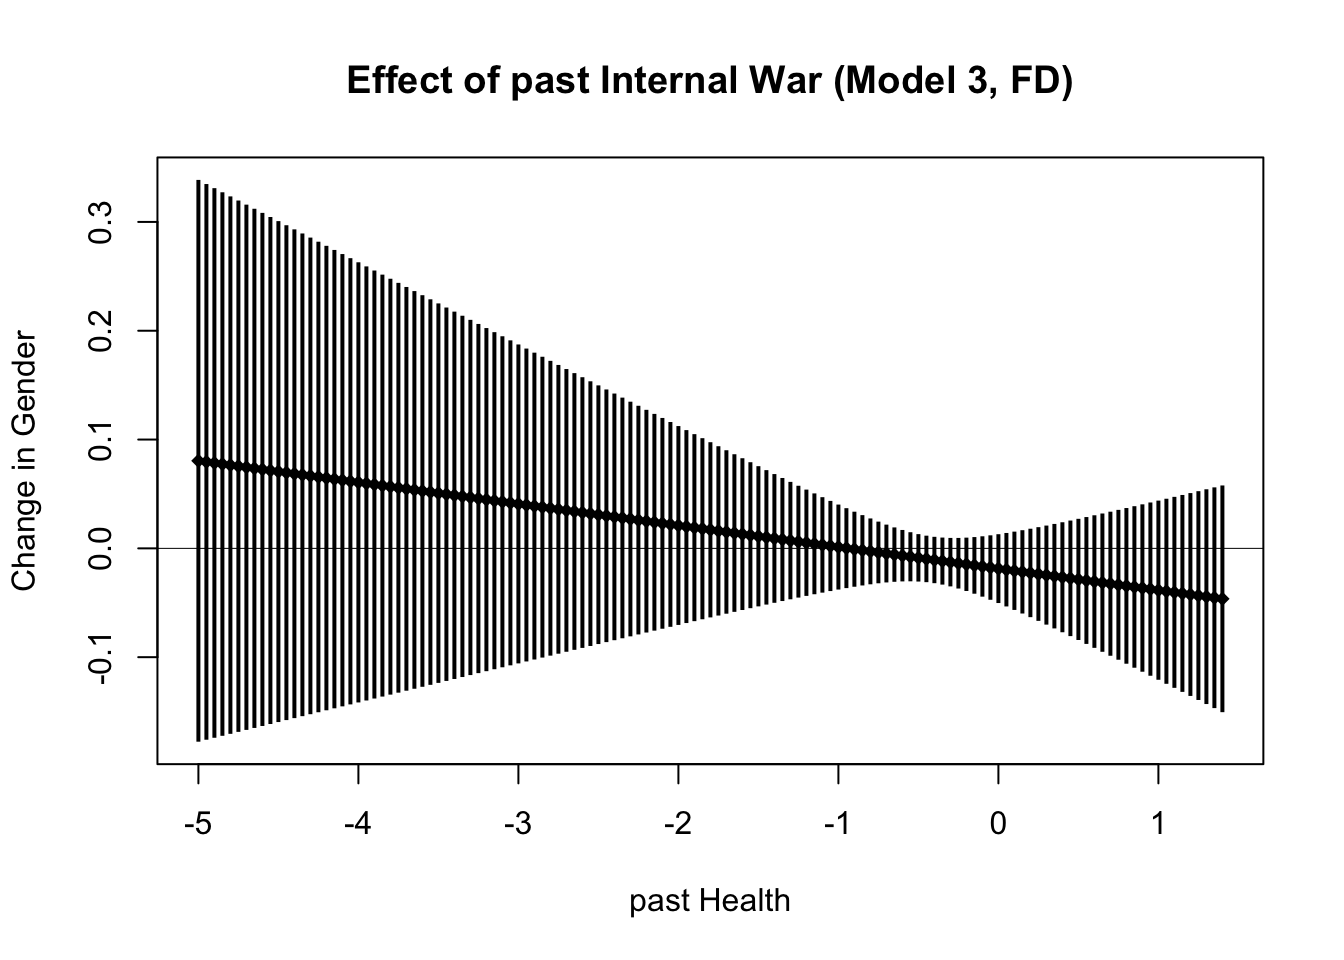 Effect of past Internal War (Model 3, FD)
Change in Gender
0.3
0.2
0.1
0.0
-0.1
-5 -4 -3 -2 -1 0 1
past Health